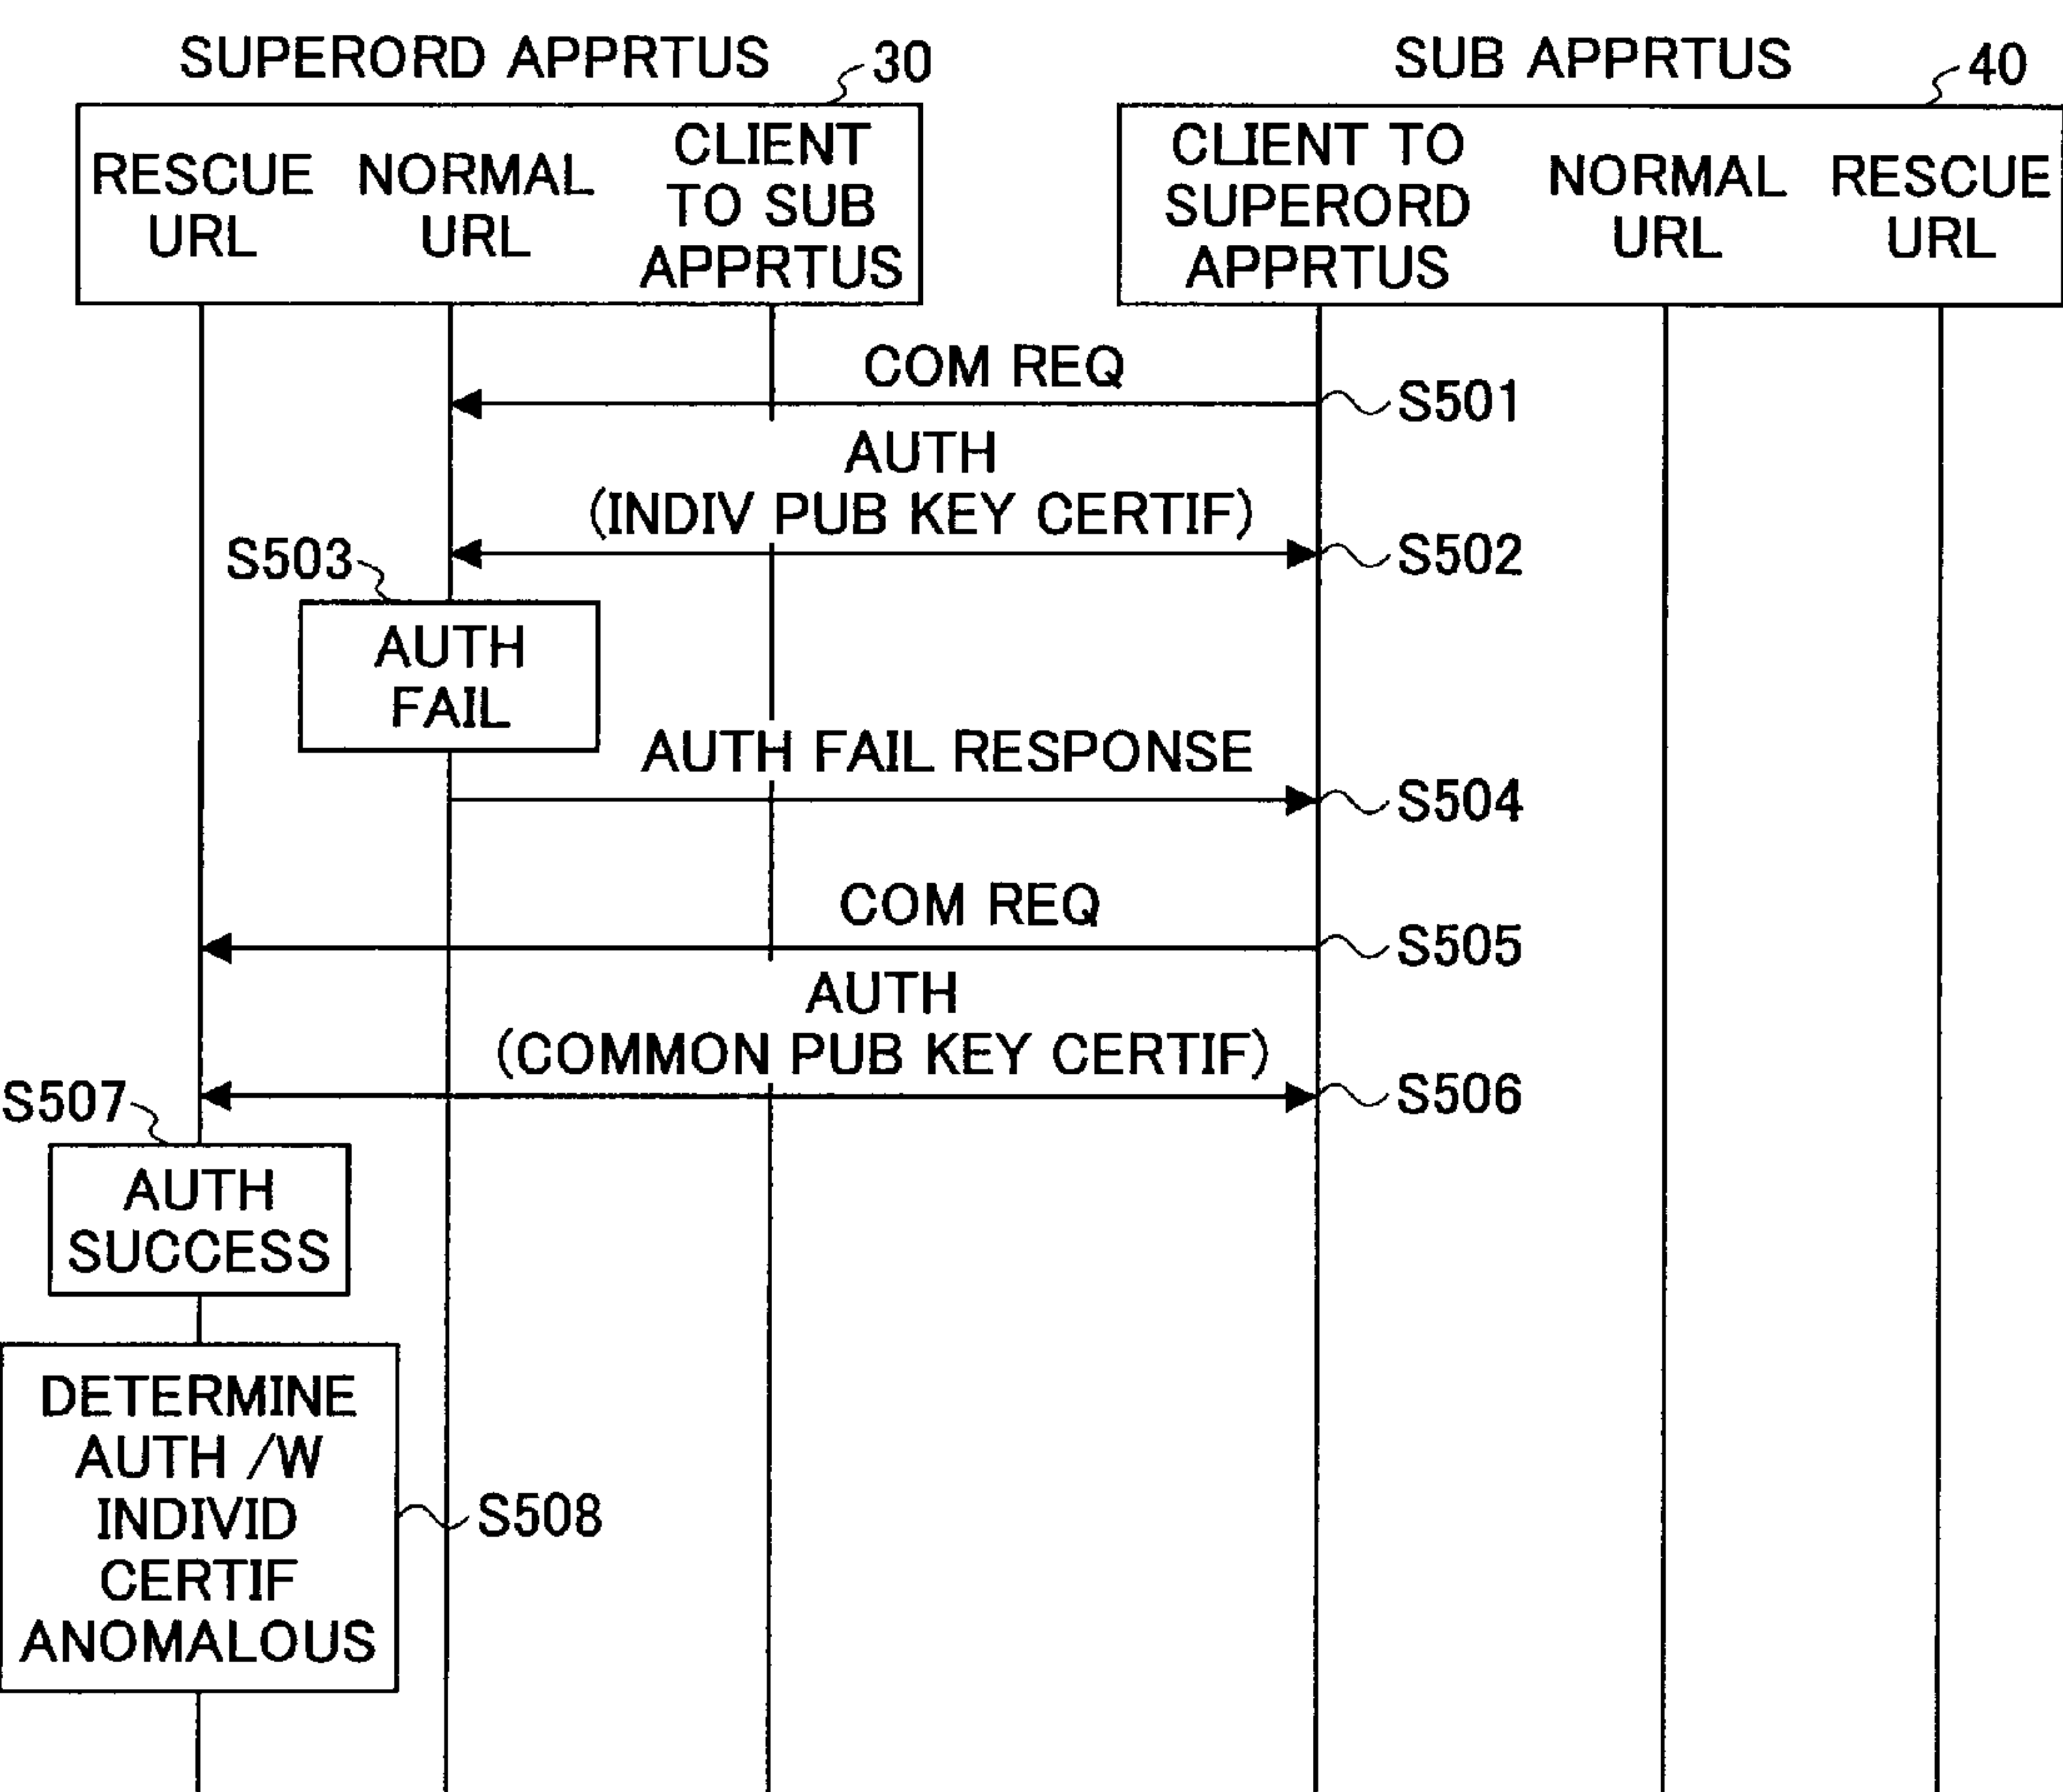 SUPERORD APPRTUS
30
SUB APPRTUS
40
RESCUE
URL
NORMAL
URL
CLIENT
TO SUB
APPRTUS
CLIENT TO
SUPERORD
APPRTUS
NORMAL
URL
RESCUE
URL
COM REQ
S501
AUTH
(INDIV PUB KEY CERTIF)
S502
S503
AUTH
FAIL
AUTH FAIL RESPONSE
S504
COM REQ
S505
AUTH
(COMMON PUB KEY CERTIF)
S506
S507
AUTH
SUCCESS
DETERMINE
AUTH /W
INDIVID
CERTIF
ANOMALOUS
S508